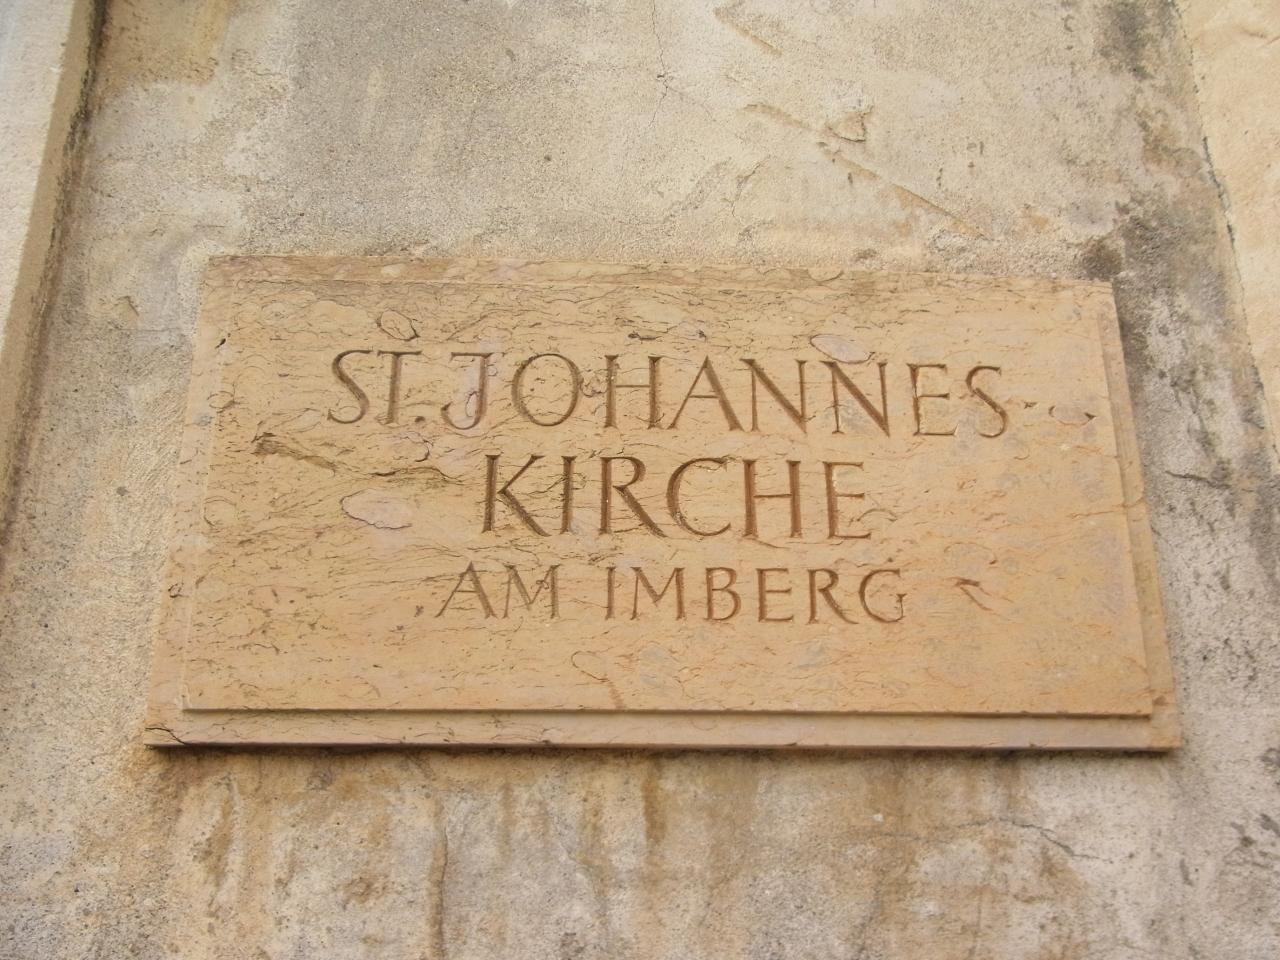 ST. JOHANNES
KIRCHE
AM IMBERG